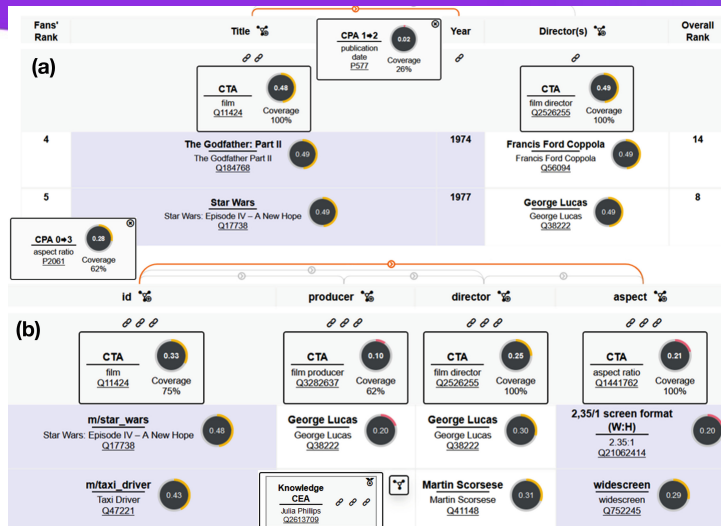 Fans' Rank
Title
Year
Director(s)
Overall Rank
CPA 1➔2
publication date
P577
0.02
Coverage
26%
(a)
CTA
film
Q11424
0.48
Coverage
100%
CTA
film director
Q2526255
0.49
Coverage
100%
4
The Godfather: Part II
The Godfather Part II
Q184768
0.49
1974
Francis Ford Coppola
Francis Ford Coppola
Q56094
0.49
14
5
Star Wars
Star Wars: Episode IV – A New Hope
Q17738
0.49
1977
George Lucas
George Lucas
Q38222
0.49
8
CPA 0➔3
aspect ratio
P2061
0.28
Coverage
62%
id
producer
director
aspect
(b)
CTA
film
Q11424
0.33
Coverage
75%
CTA
film producer
Q3282637
0.10
Coverage
62%
CTA
film director
Q2526255
0.25
Coverage
100%
CTA
aspect ratio
Q1441762
0.21
Coverage
100%
m/star_wars
Star Wars: Episode IV – A New Hope
Q17738
0.48
George Lucas
George Lucas
Q38222
0.20
George Lucas
George Lucas
Q38222
0.30
2,35/1 screen format (W:H)
2.35:1
Q21062414
0.20
m/taxi_driver
Taxi Driver
Q47221
0.43
Knowledge
CEA
Julia Phillips
Q2613709
Martin Scorsese
Martin Scorsese
Q41148
0.31
widescreen
widescreen
Q752245
0.29